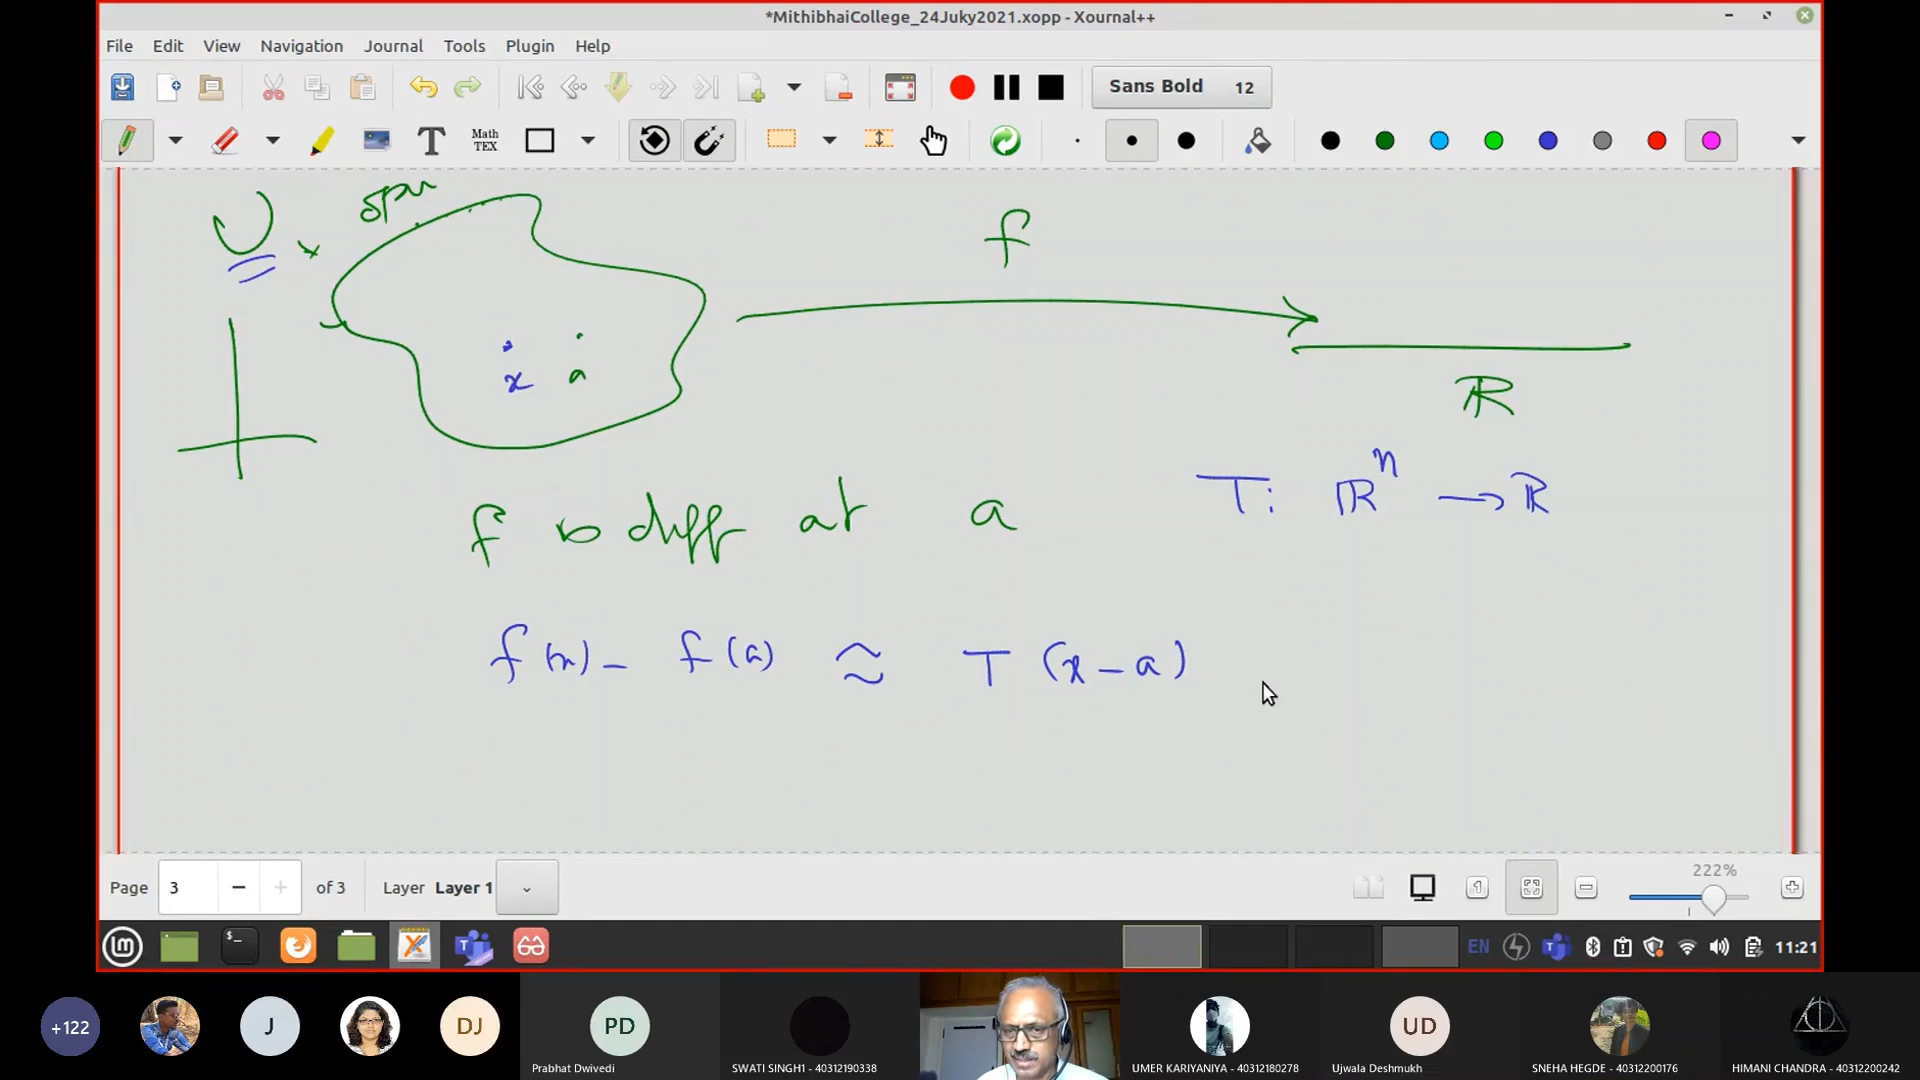 *MithibhaiCollege_24Juky2021.xopp - Xournal++
File Edit View Navigation Journal Tools Plugin Help
Sans Bold 12
T Math TEX
U open
f
x a
R
T: R^n → R
f is diff at a
f(x) - f(a) ≈ T(x-a)
Page 3 of 3 Layer Layer 1
222%
EN 11:21
+122 J DJ PD UD
Prabhat Dwivedi SWATI SINGH1 - 40312190338 UMER KARIYANIYA - 40312180278 Ujwala Deshmukh SNEHA HEGDE - 40312200176 HIMANI CHANDRA - 40312200242